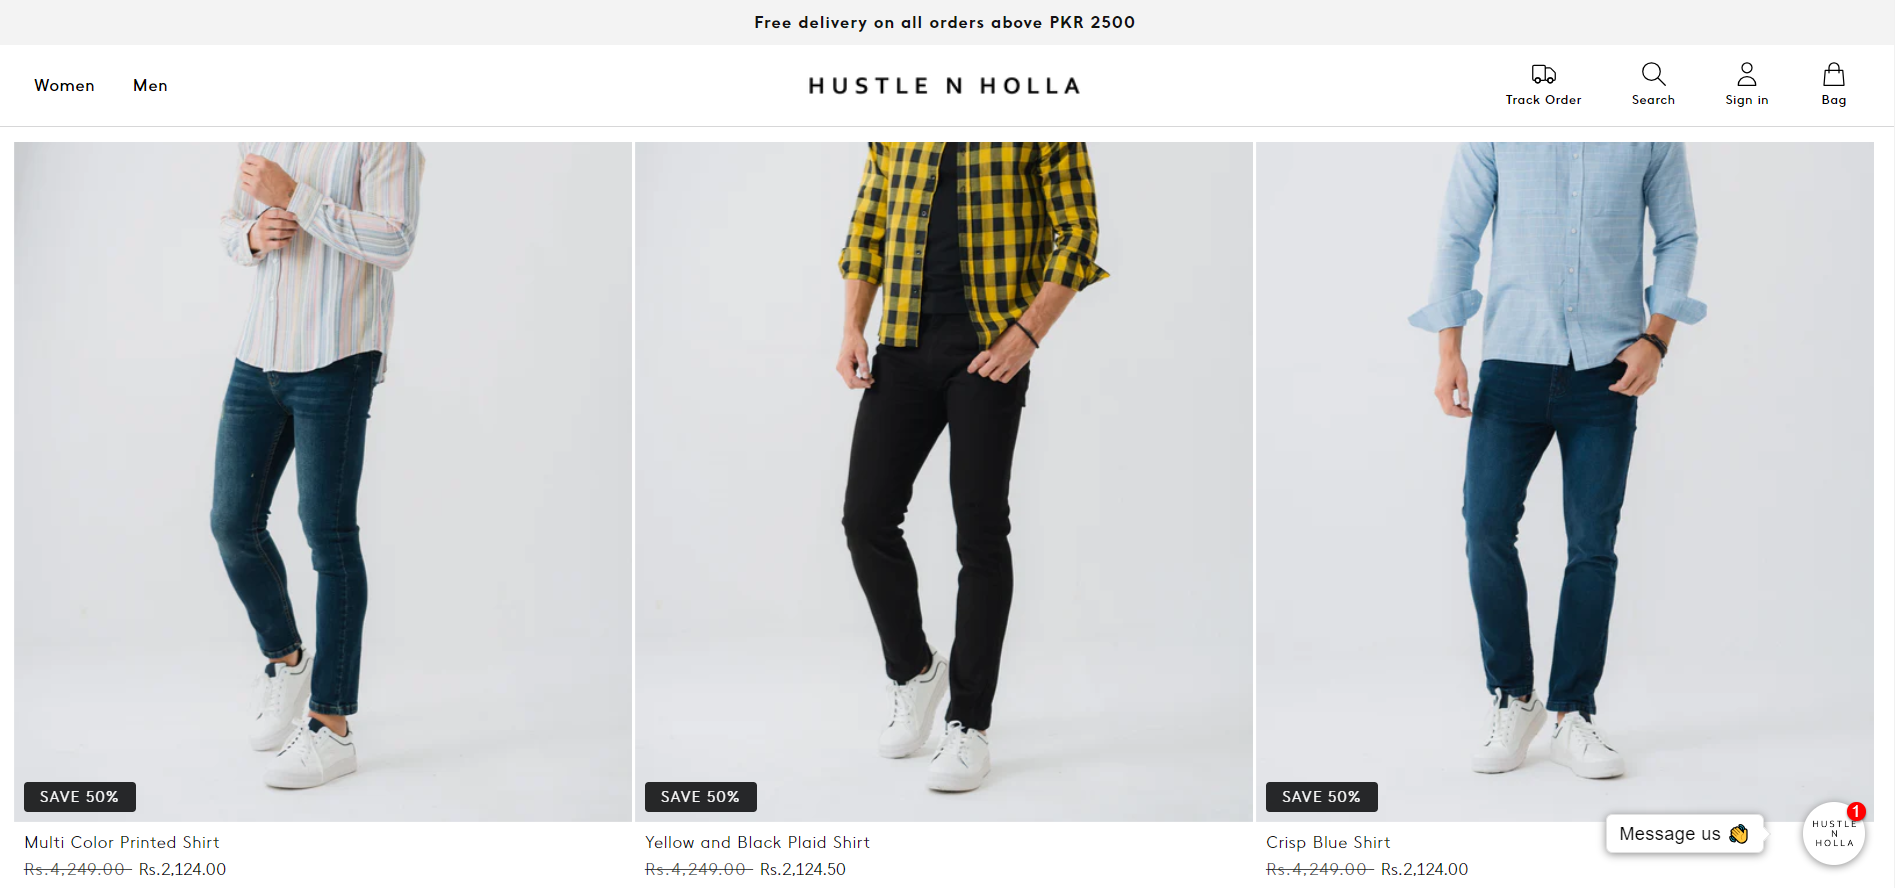 Free delivery on all orders above PKR 2500
Women Men
HUSTLE N HOLLA
Track Order Search Sign in Bag
SAVE 50% SAVE 50% SAVE 50%
Multi Color Printed Shirt
Rs.4,249.00 Rs.2,124.00
Yellow and Black Plaid Shirt
Rs.4,249.00 Rs.2,124.50
Crisp Blue Shirt
Rs.4,249.00 Rs.2,124.00
Message us 👋
1
HUSTLE
N
HOLLA